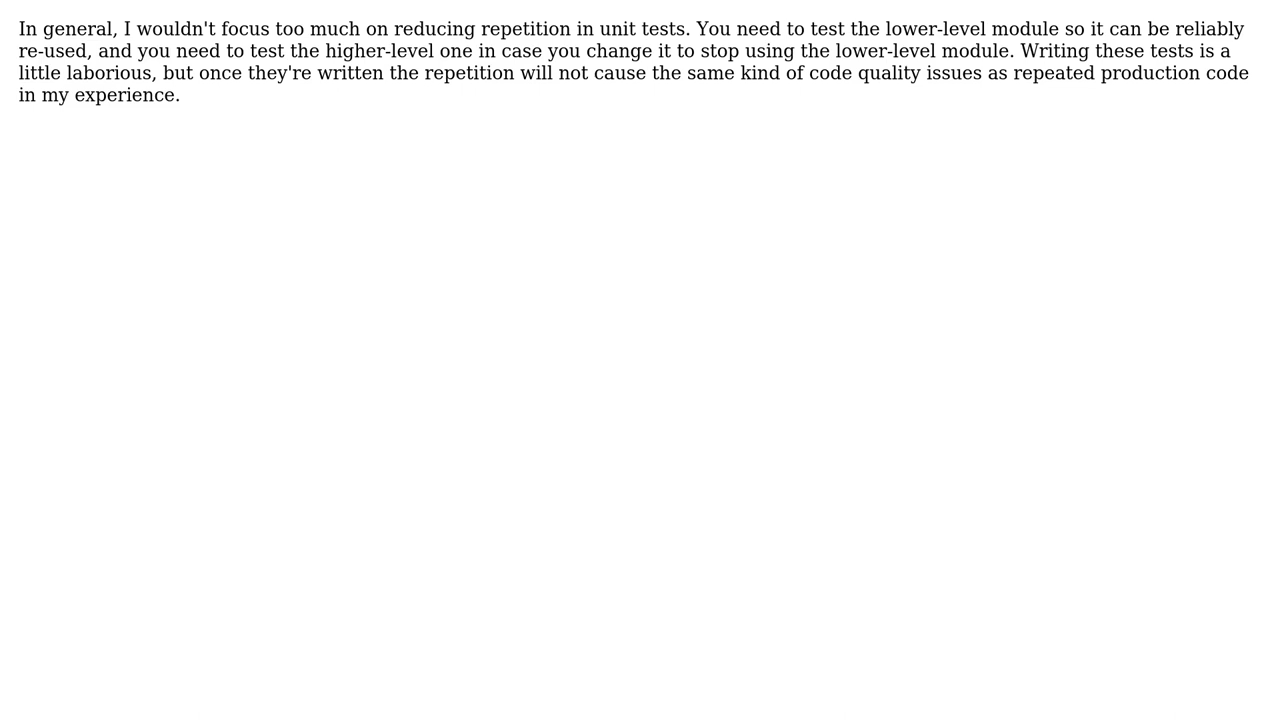 In general, I wouldn't focus too much on reducing repetition in unit tests. You need to test the lower-level module so it can be reliably
re-used, and you need to test the higher-level one in case you change it to stop using the lower-level module. Writing these tests is a
little laborious, but once they're written the repetition will not cause the same kind of code quality issues as repeated production code
in my experience.